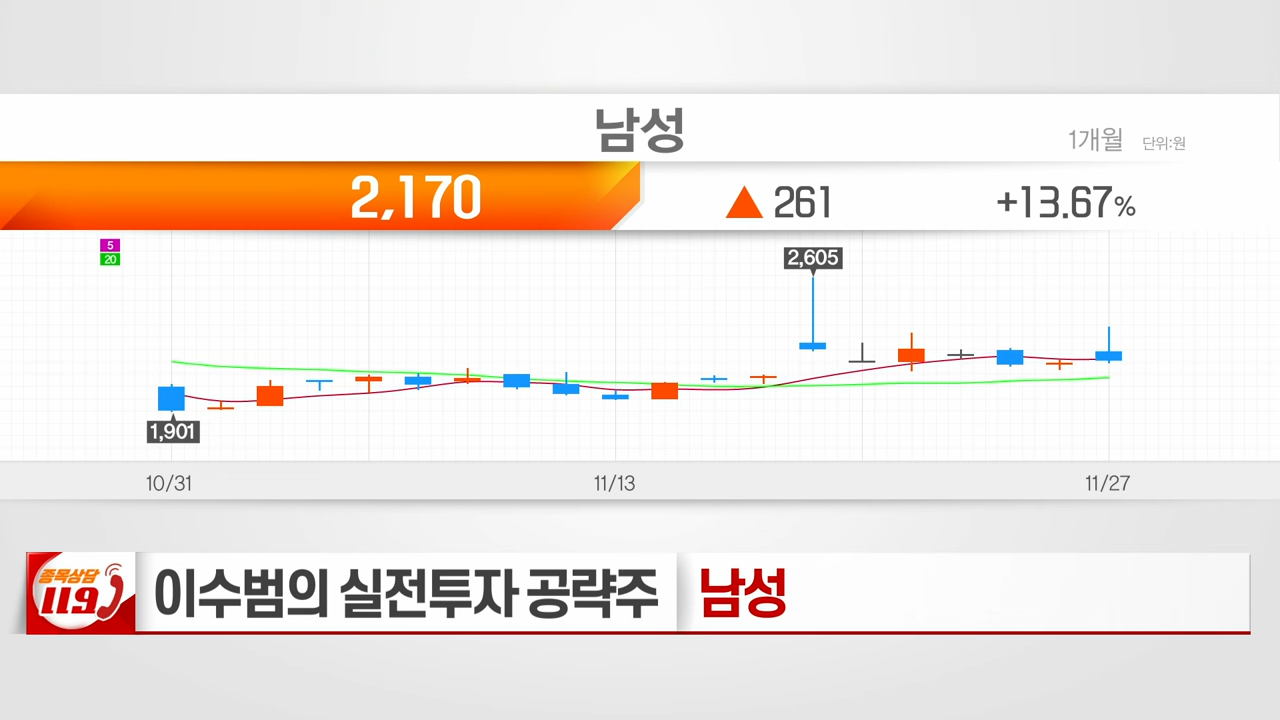 남성
1개월 단위:원
2,170 ▲ 261 +13.67%
5
20
2,605
1,901
10/31 11/13 11/27
종목상담
119
이수범의 실전투자 공략주 남성